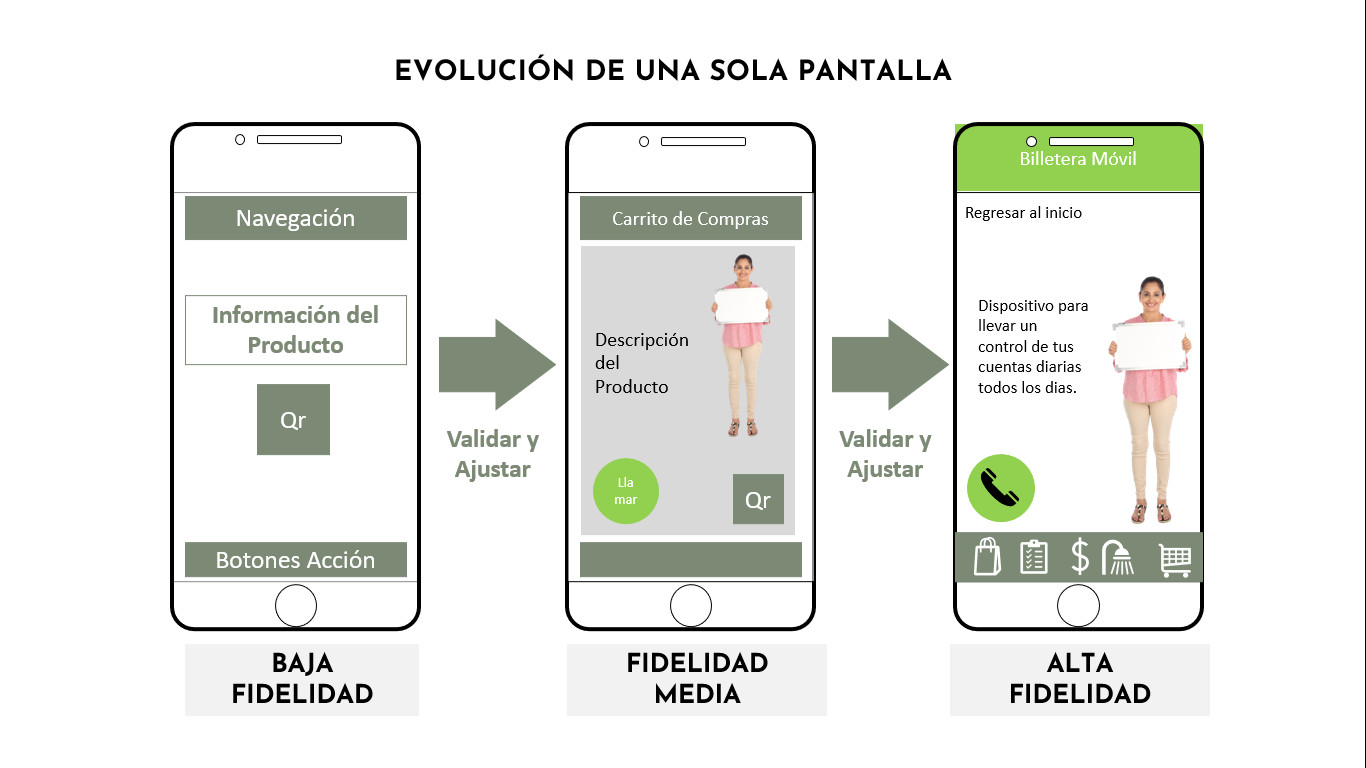 EVOLUCIÓN DE UNA SOLA PANTALLA
Navegación
Información del
Producto
Qr
Botones Acción
BAJA
FIDELIDAD
Validar y
Ajustar
Carrito de Compras
Descripción
del
Producto
Lla
mar
Qr
FIDELIDAD
MEDIA
Validar y
Ajustar
Billetera Móvil
Regresar al inicio
Dispositivo para
llevar un
control de tus
cuentas diarias
todos los dias.
$
ALTA
FIDELIDAD